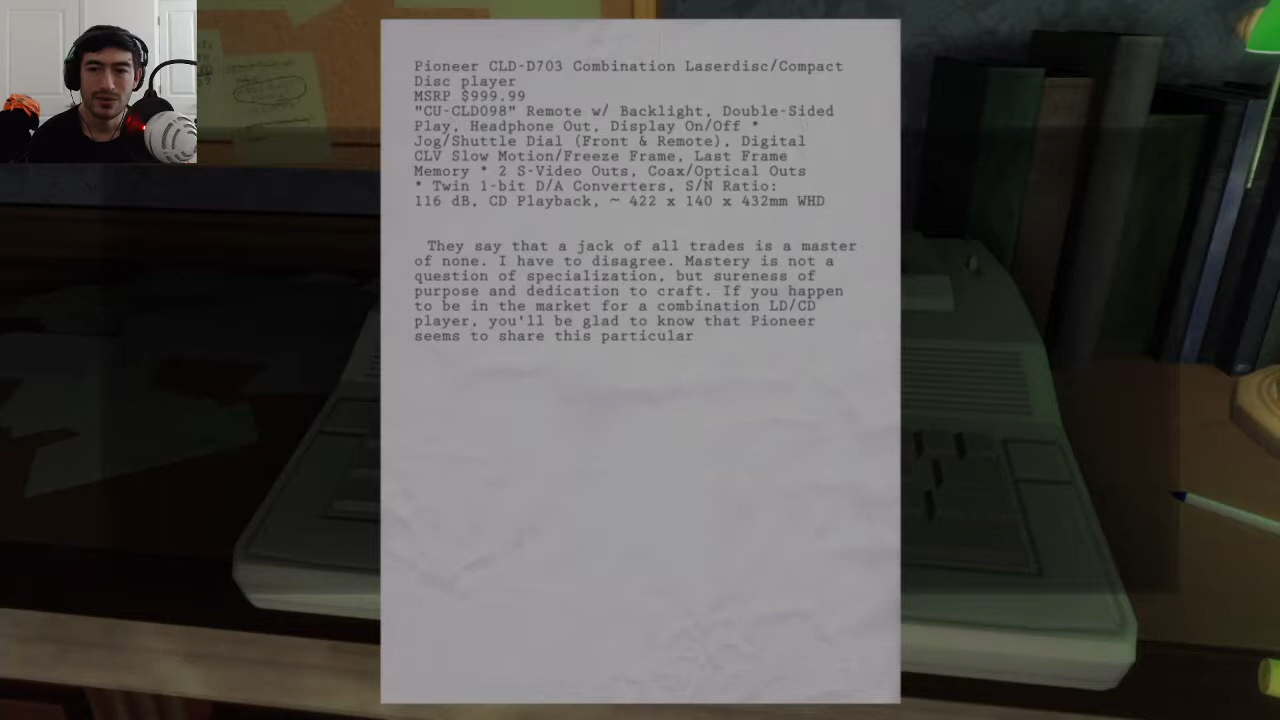 Pioneer CLD-D703 Combination Laserdisc/Compact
Disc player
MSRP $999.99
"CU-CLD098" Remote w/ Backlight, Double-Sided
Play, Headphone Out, Display On/Off *
Jog/Shuttle Dial (Front & Remote), Digital
CLV Slow Motion/Freeze Frame, Last Frame
Memory * 2 S-Video Outs, Coax/Optical Outs
* Twin 1-bit D/A Converters, S/N Ratio:
116 dB, CD Playback, ~ 422 x 140 x 432mm WHD
They say that a jack of all trades is a master
of none. I have to disagree. Mastery is not a
question of specialization, but sureness of
purpose and dedication to craft. If you happen
to be in the market for a combination LD/CD
player, you'll be glad to know that Pioneer
seems to share this particular